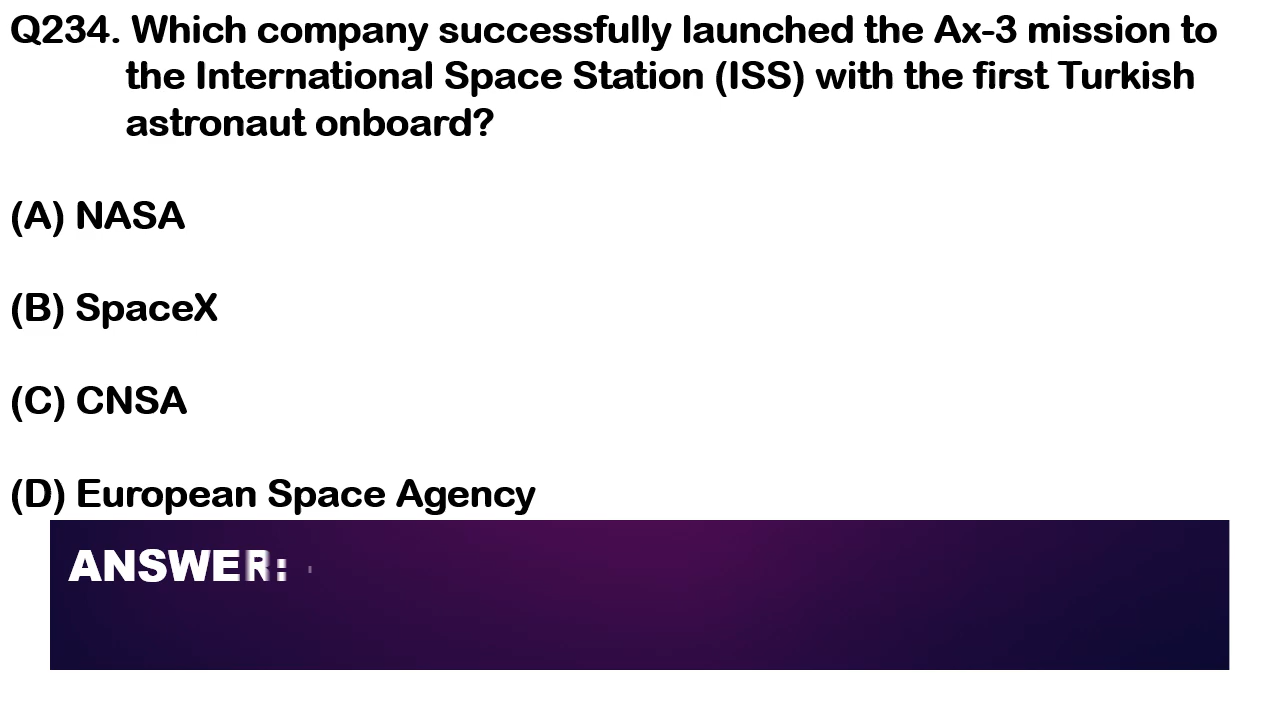 Q234. Which company successfully launched the Ax-3 mission to
the International Space Station (ISS) with the first Turkish
astronaut onboard?
(A) NASA
(B) SpaceX
(C) CNSA
(D) European Space Agency
ANSWER: